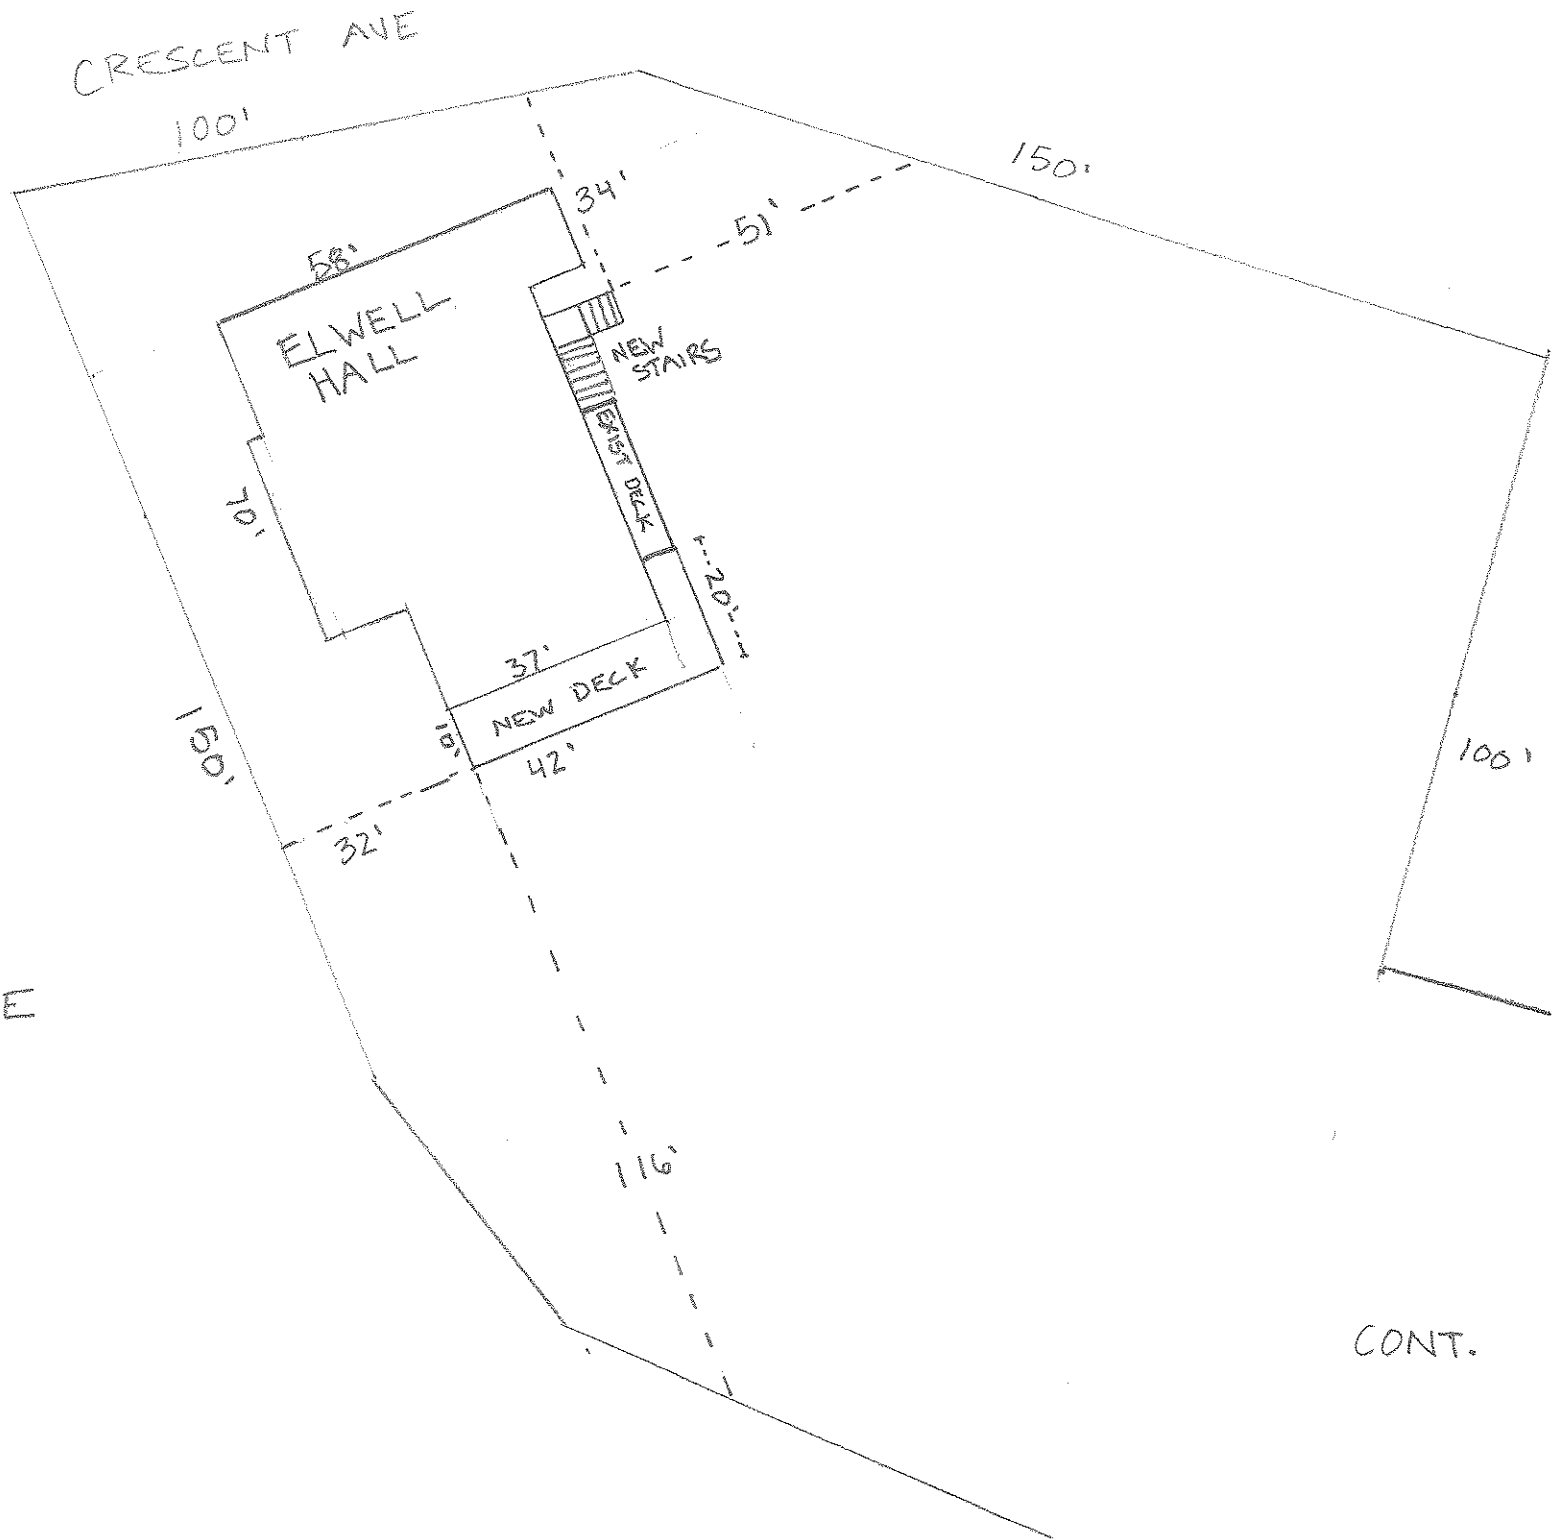 CRESCENT AVE
100'
150'
34'
51'
58'
ELWELL
HALL
NEW
STAIRS
EXIST DECK
70'
20'
37'
NEW DECK
10'
42'
150'
32'
100'
E
116'
CONT.